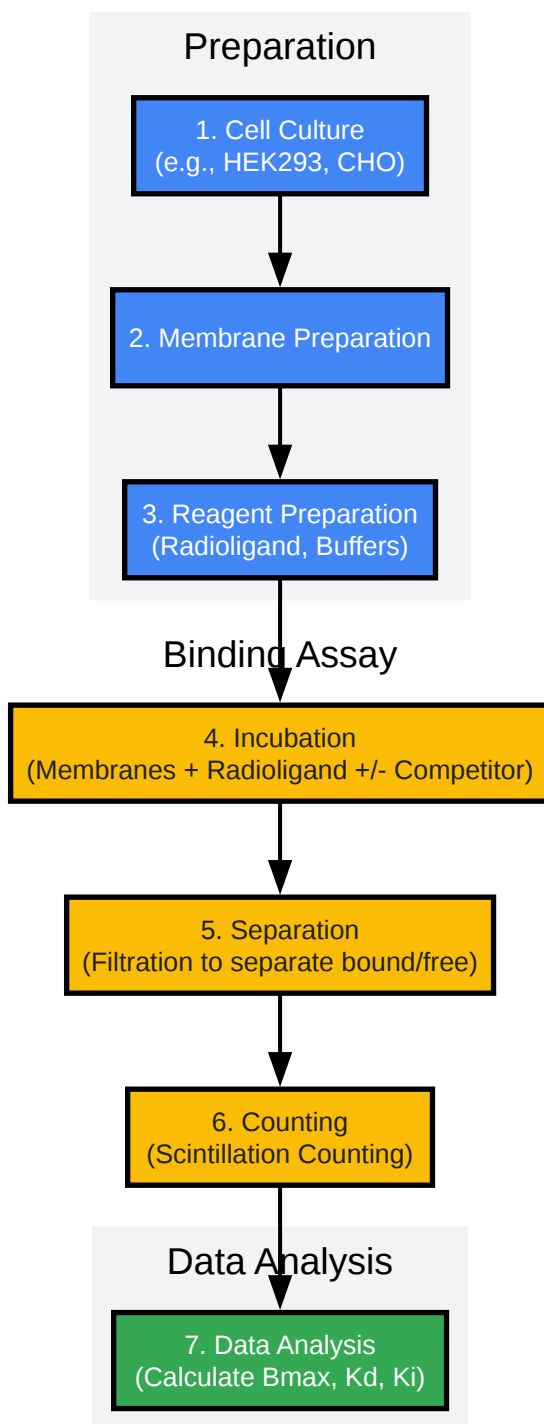 Preparation
1. Cell Culture
(e.g., HEK293, CHO)
2. Membrane Preparation
3. Reagent Preparation
(Radioligand, Buffers)
Binding Assay
4. Incubation
(Membranes + Radioligand +/- Competitor)
5. Separation
(Filtration to separate bound/free)
6. Counting
(Scintillation Counting)
Data Analysis
7. Data Analysis
(Calculate Bmax, Kd, Ki)